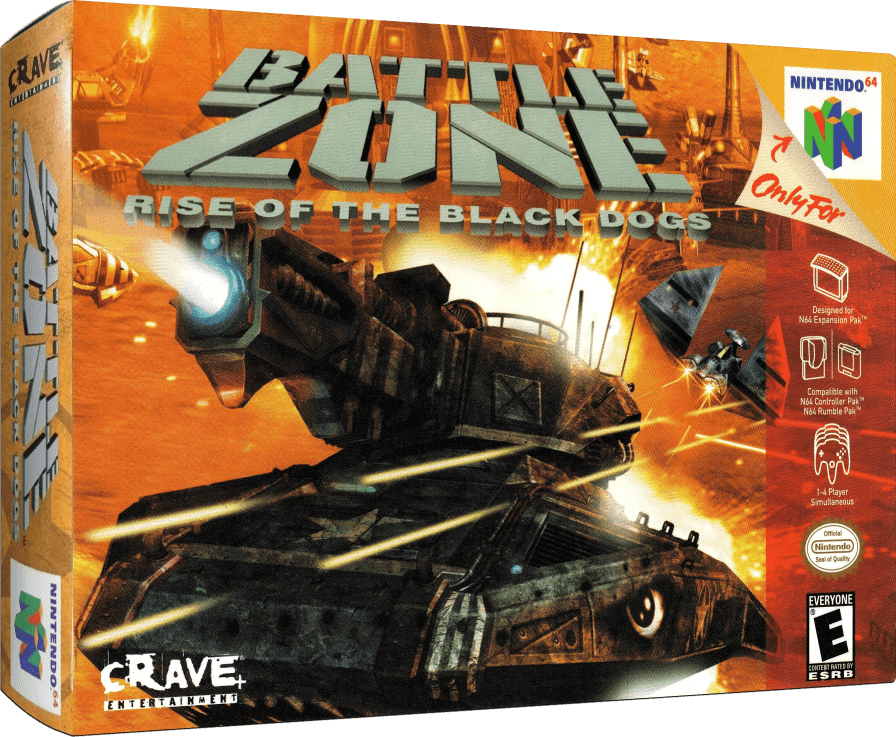 CRAVE
ENTERTAINMENT
BATTLE
ZONE
RISE OF THE BLACK DOGS
NINTENDO64
BATTLE
ZONE
RISE OF THE BLACK DOGS
NINTENDO.64
Only For
Designed for
N64 Expansion Pak™
Compatible with
N64 Controller Pak™
N64 Rumble Pak™
1-4 Player
Simultaneous
Official
Nintendo
Seal of Quality
EVERYONE
E
CONTENT RATED BY
ESRB
CRAVE
ENTERTAINMENT